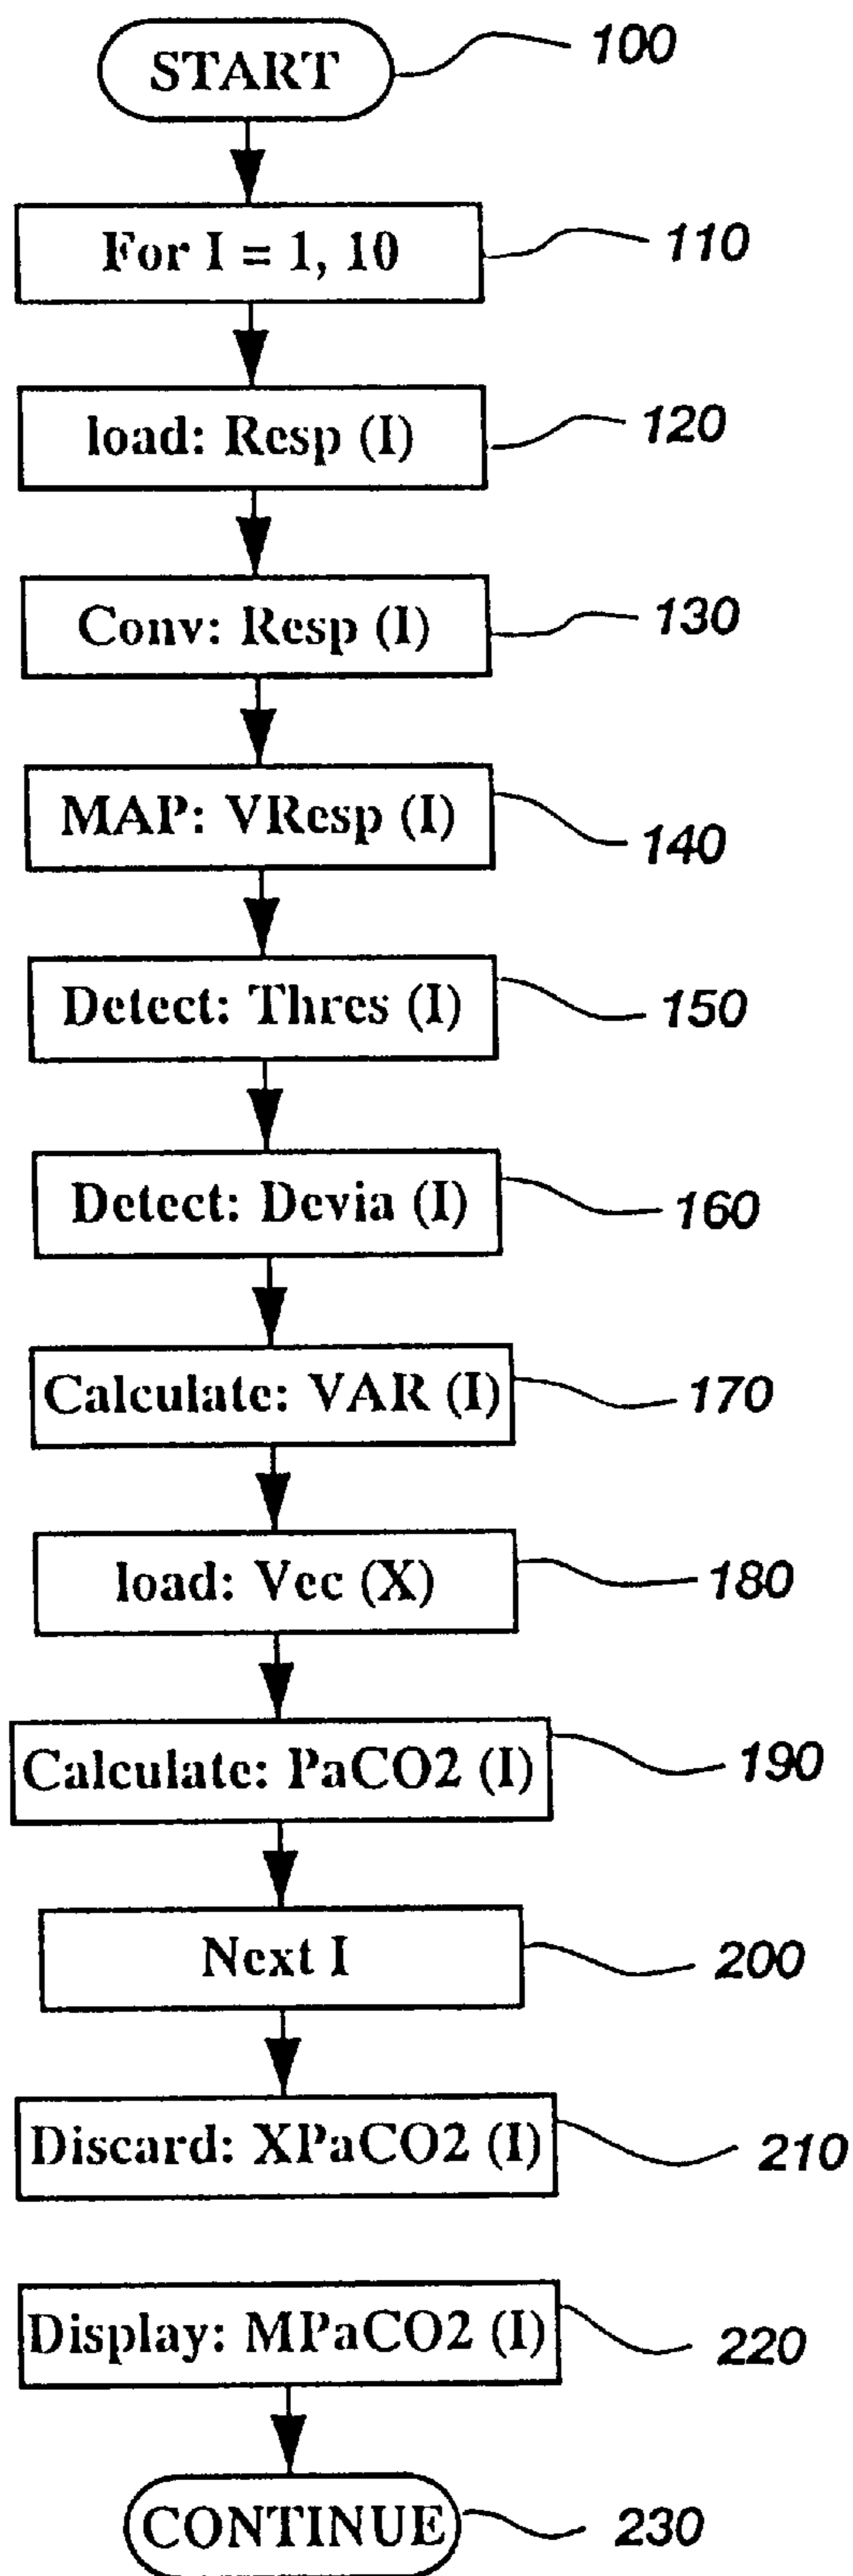 START 100
For I = 1, 10 110
load: Resp (I) 120
Conv: Resp (I) 130
MAP: VResp (I) 140
Detect: Thres (I) 150
Detect: Devia (I) 160
Calculate: VAR (I) 170
load: Vec (X) 180
Calculate: PaCO2 (I) 190
Next I 200
Discard: XPaCO2 (I) 210
Display: MPaCO2 (I) 220
CONTINUE 230